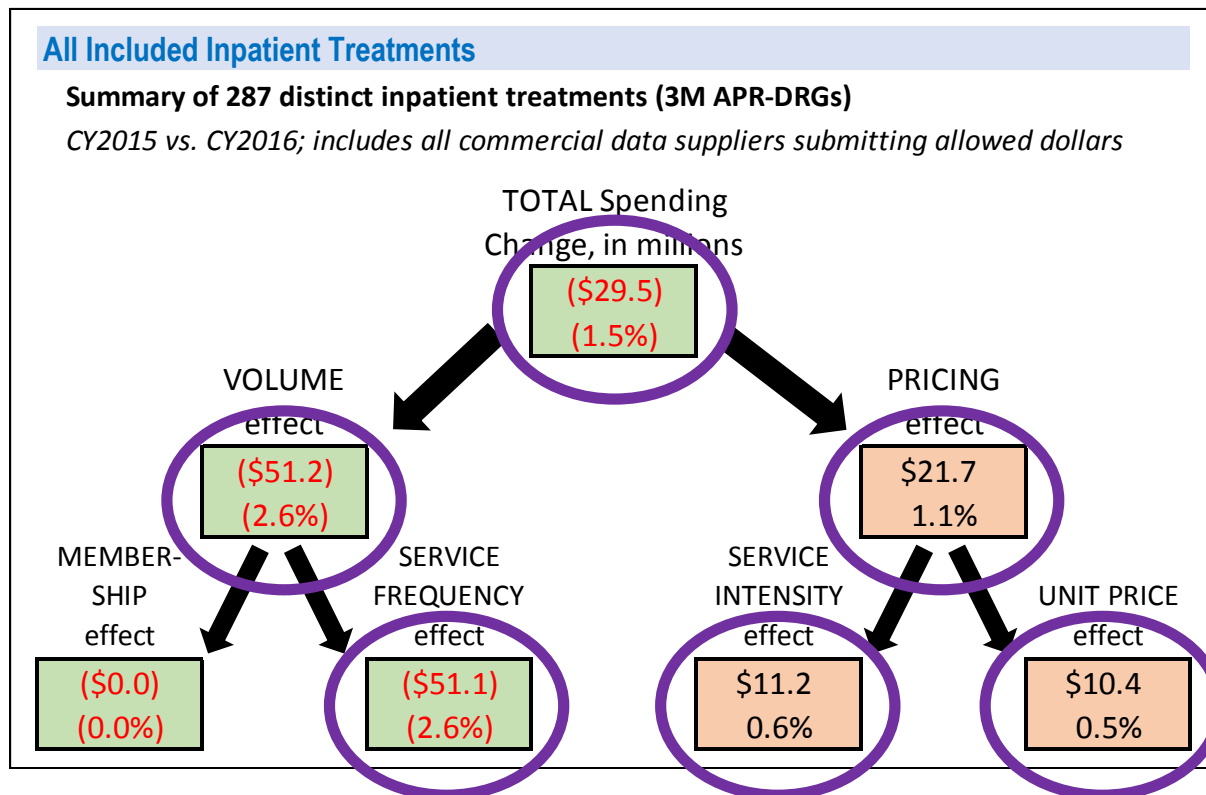 All Included Inpatient Treatments
Summary of 287 distinct inpatient treatments (3M APR-DRGs)
CY2015 vs. CY2016; includes all commercial data suppliers submitting allowed dollars
TOTAL Spending
Change, in millions
($29.5)
(1.5%)
VOLUME
effect
($51.2)
(2.6%)
PRICING
effect
$21.7
1.1%
MEMBER-
SHIP
effect
($0.0)
(0.0%)
SERVICE
FREQUENCY
effect
($51.1)
(2.6%)
SERVICE
INTENSITY
effect
$11.2
0.6%
UNIT PRICE
effect
$10.4
0.5%